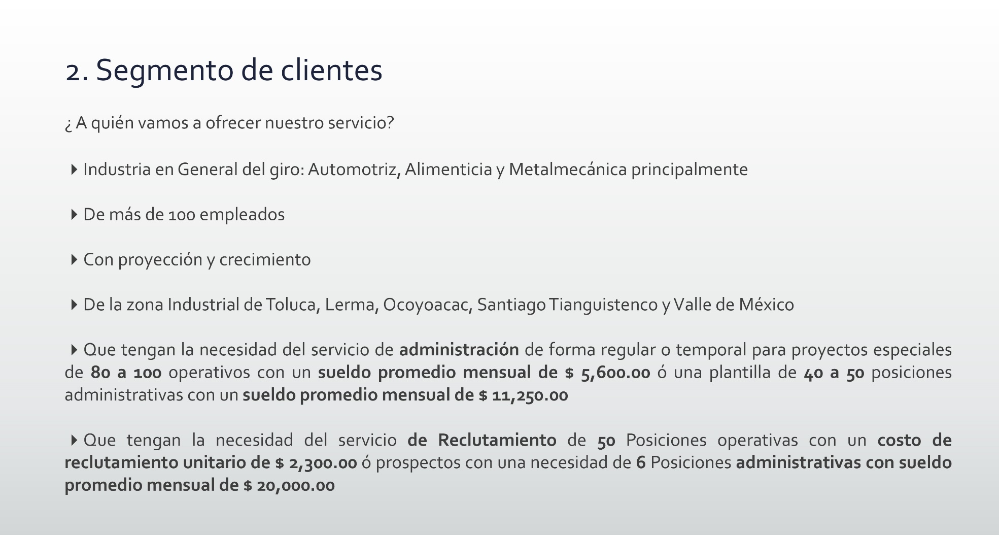 2. Segmento de clientes
¿ A quién vamos a ofrecer nuestro servicio?
Industria en General del giro: Automotriz, Alimenticia y Metalmecánica principalmente
De más de 100 empleados
Con proyección y crecimiento
De la zona Industrial de Toluca, Lerma, Ocoyoacac, Santiago Tianguistenco y Valle de México
Que tengan la necesidad del servicio de administración de forma regular o temporal para proyectos especiales
de 80 a 100 operativos con un sueldo promedio mensual de $ 5,600.00 ó una plantilla de 40 a 50 posiciones
administrativas con un sueldo promedio mensual de $ 11,250.00
Que tengan la necesidad del servicio de Reclutamiento de 50 Posiciones operativas con un costo de
reclutamiento unitario de $ 2,300.00 ó prospectos con una necesidad de 6 Posiciones administrativas con sueldo
promedio mensual de $ 20,000.00